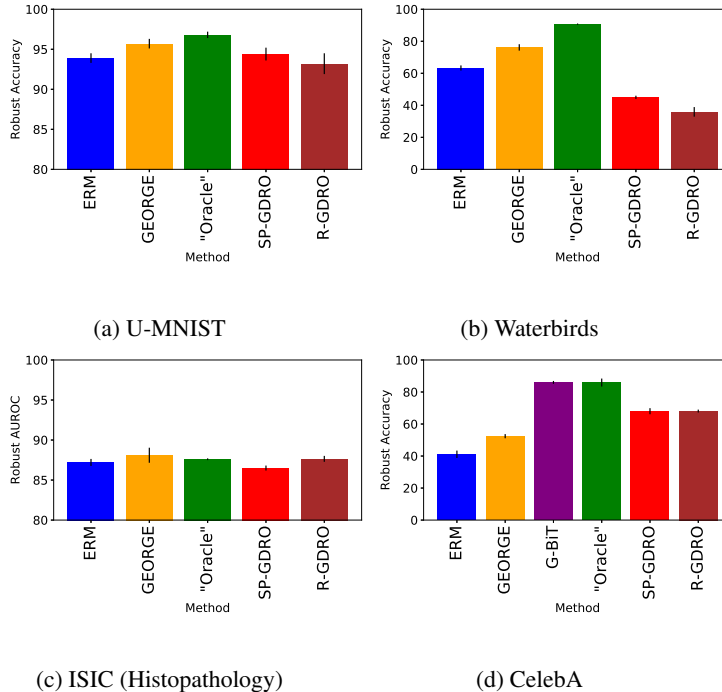 100
95
90
85
80
Robust Accuracy
ERM
GEORGE
"Oracle"
SP-GDRO
R-GDRO
Method
(a) U-MNIST
100
80
60
40
20
0
Robust Accuracy
ERM
GEORGE
"Oracle"
SP-GDRO
R-GDRO
Method
(b) Waterbirds
100
95
90
85
80
Robust AUROC
ERM
GEORGE
"Oracle"
SP-GDRO
R-GDRO
Method
(c) ISIC (Histopathology)
100
80
60
40
20
0
Robust Accuracy
ERM
GEORGE
G-BiT
"Oracle"
SP-GDRO
R-GDRO
Method
(d) CelebA